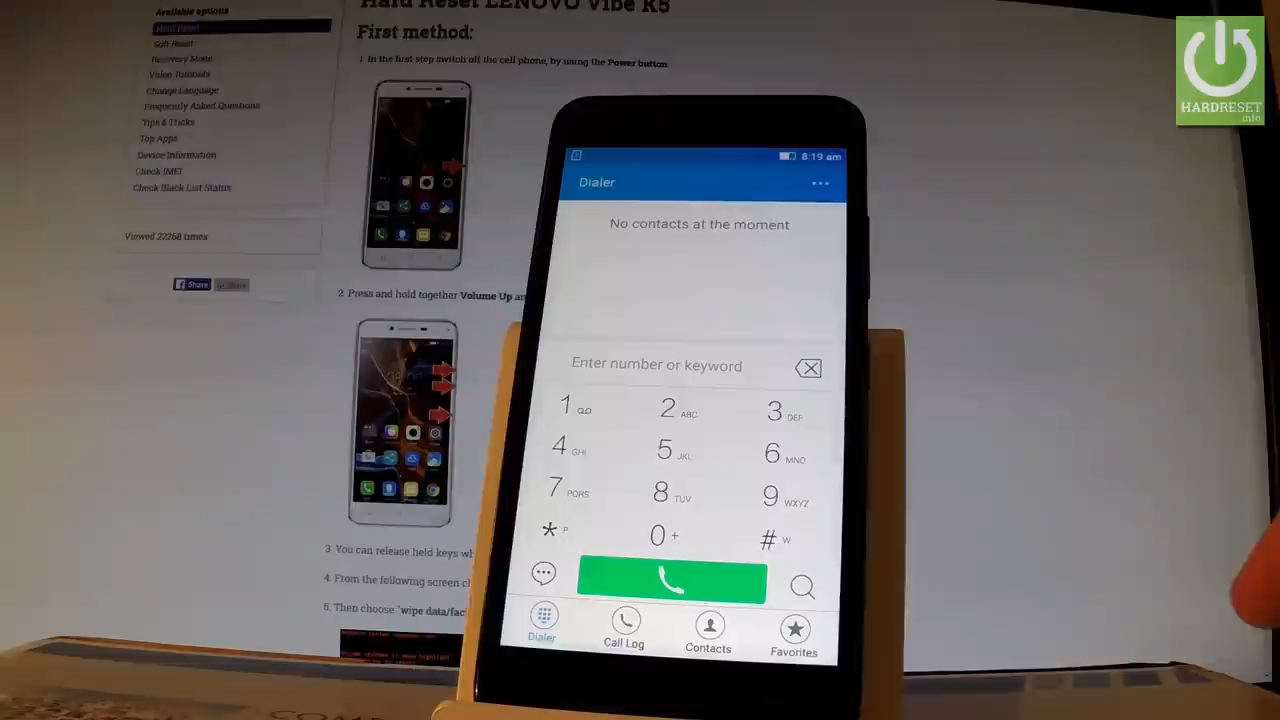 Hard Reset LENOVO Vibe K5
Available options
Hard Reset
Soft Reset
Recovery Mode
Video Tutorials
Change Language
Frequently Asked Questions
Tips & Tricks
Top Apps
Device Information
Check IMEI
Check Black List Status
Viewed 22268 times
Share
First method:
1. In the first step switch off the cell phone, by using the Power button
2. Press and hold together Volume Up an
3. You can release held keys wh
4. From the following screen c
5. Then choose "wipe data/fac
8:19 am
Dialer
No contacts at the moment
Enter number or keyword
1
2 ABC
3 DEF
4 GHI
5 JKL
6 MNO
7 PQRS
8 TUV
9 WXYZ
* P
0 +
# W
Dialer
Call Log
Contacts
Favorites
HARDRESET
.info